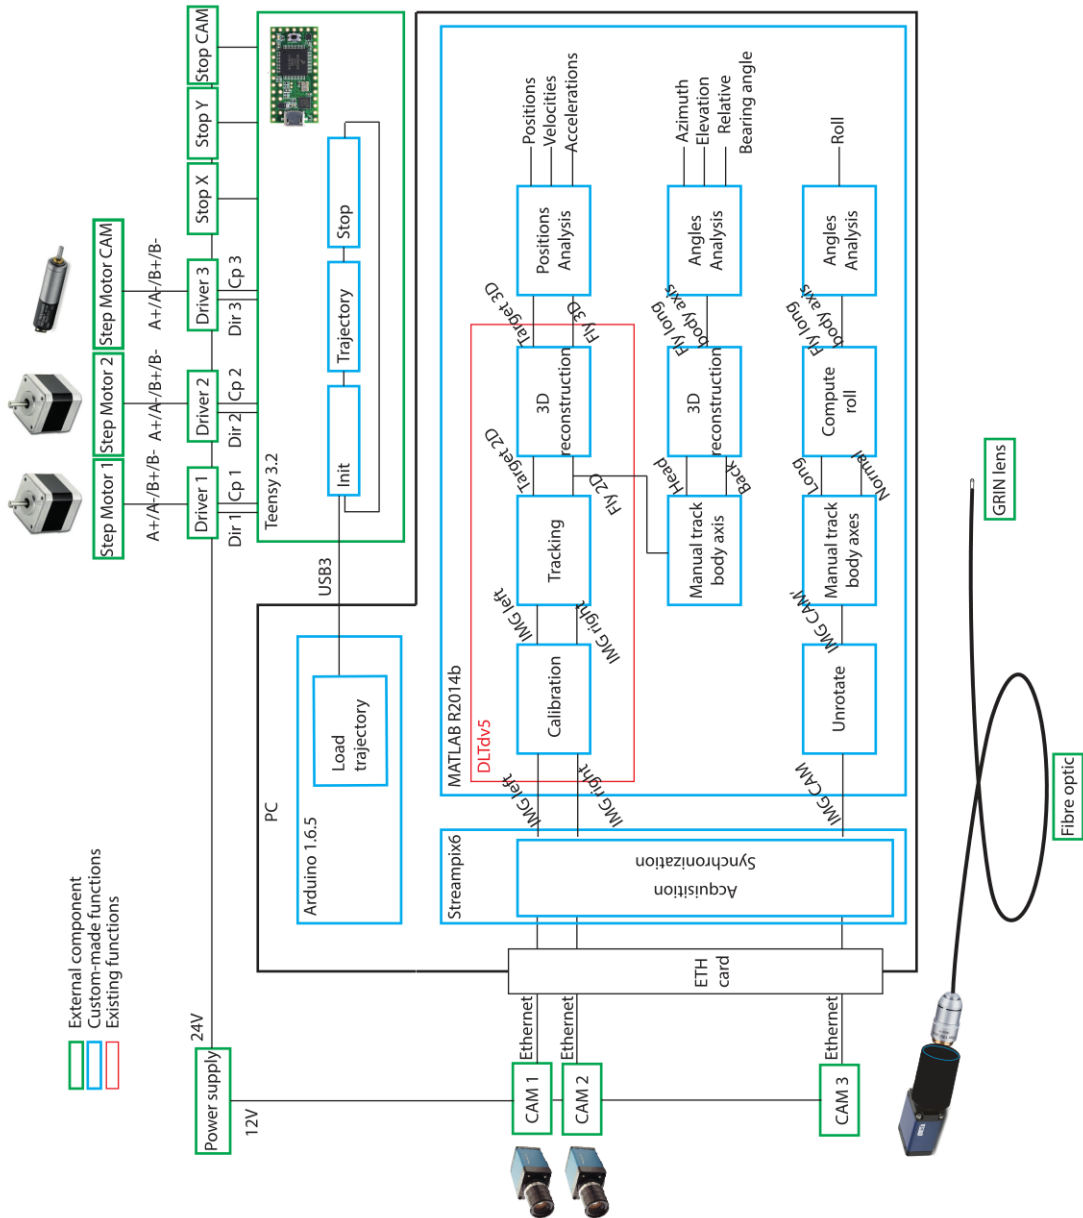 External component
Custom-made functions
Existing functions
Power supply
24V
12V
Step Motor 1
Step Motor 2
Step Motor CAM
A+/A-/B+/B-
A+/A-/B+/B-
A+/A-/B+/B-
Driver 1
Driver 2
Driver 3
Stop X
Stop Y
Stop CAM
Dir 1
Cp 1
Dir 2
Cp 2
Dir 3
Cp 3
Teensy 3.2
Init
Trajectory
Stop
USB3
PC
Arduino 1.6.5
Load
trajectory
CAM 1
CAM 2
CAM 3
Ethernet
Ethernet
Ethernet
ETH
card
Streampix6
Acquisition
Synchronization
MATLAB R2014b
DLTdv5
IMG left
IMG right
Calibration
IMG left
IMG right
Tracking
Target 2D
Fly 2D
3D
reconstruction
Target 3D
Fly 3D
Positions
Analysis
Positions
Velocities
Accelerations
Manual track
body axis
Head
Back
3D
reconstruction
Fly long
body axis
Angles
Analysis
Azimuth
Elevation
Relative
Bearing angle
IMG CAM
Unrotate
IMG CAM'
Manual track
body axes
Long
Normal
Compute
roll
Fly long
body axis
Angles
Analysis
Roll
Fibre optic
GRIN lens